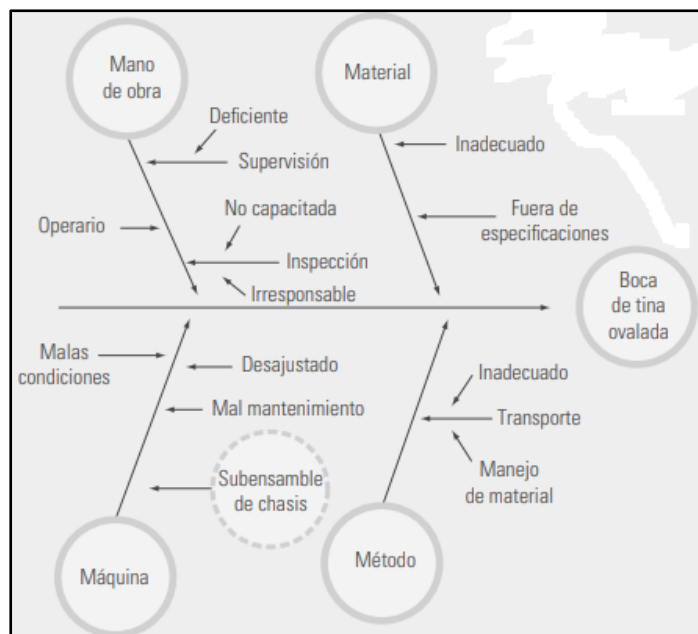 Mano
de obra
Material
Deficiente
Supervisión
Operario
No capacitada
Inspección
Irresponsable
Inadecuado
Fuera de
especificaciones
Boca
de tina
ovalada
Malas
condiciones
Desajustado
Mal mantenimiento
Subensamble
de chasis
Máquina
Inadecuado
Transporte
Manejo
de material
Método